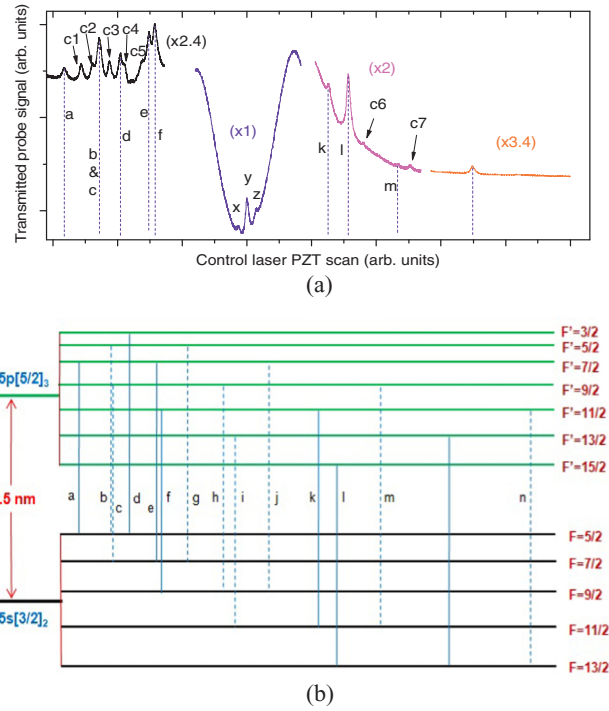 c1
c2
c3
c4
c5
(x2.4)
(x2)
(x1)
c6
c7
(x3.4)
a
b
&
c
d
e
f
x
y
z
k
l
m
Transmitted probe signal (arb. units)
Control laser PZT scan (arb. units)
(a)
F'=3/2
F'=5/2
F'=7/2
5p[5/2]3
F'=9/2
F'=11/2
F'=13/2
F'=15/2
.5 nm
a b c d e f g h i j k l m n
F=5/2
F=7/2
F=9/2
5s[3/2]2
F=11/2
F=13/2
(b)